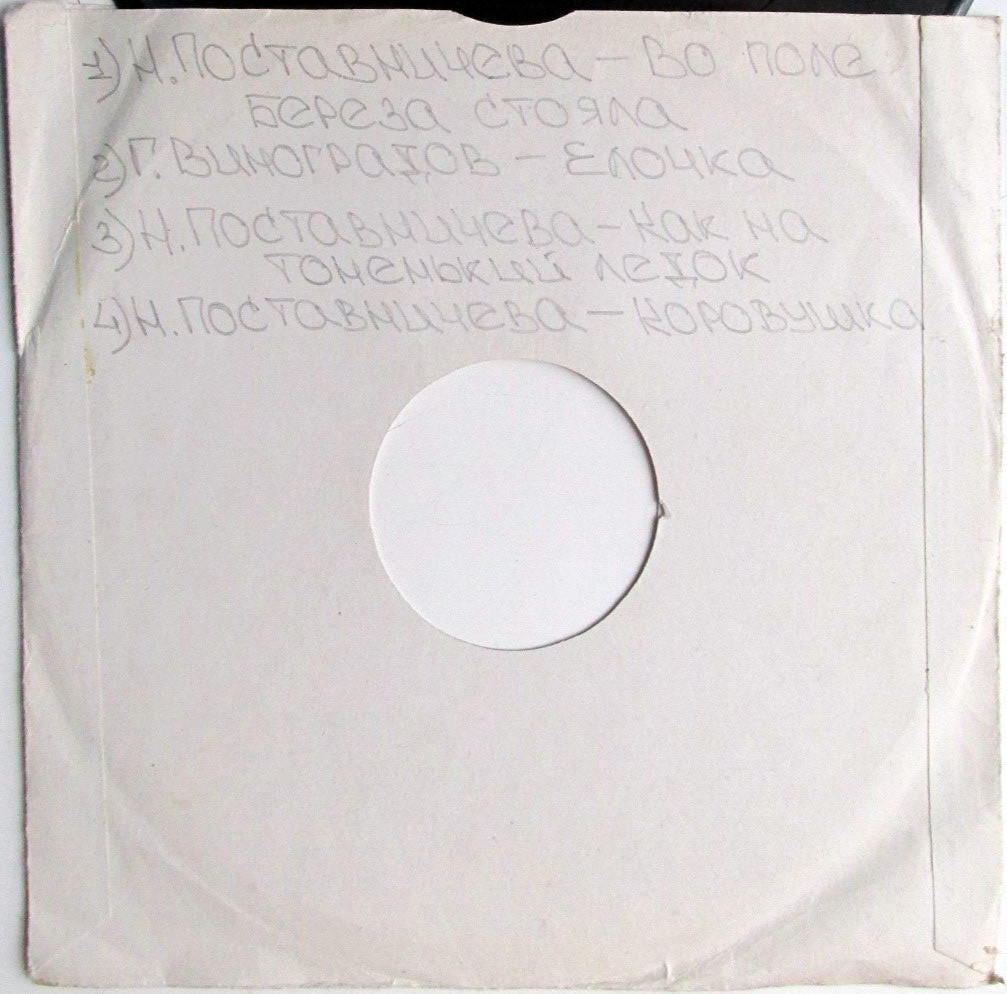 1) Н. Поставничева – Во поле
береза стояла
2) Г. Виноградов – Елочка
3) Н. Поставничева – Как на
тоненький ледок
4) Н. Поставничева – Коровушка